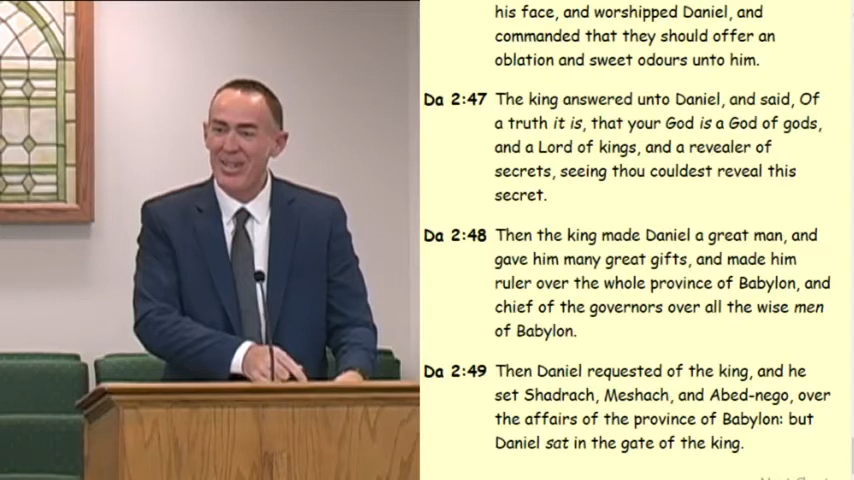 his face, and worshipped Daniel, and
commanded that they should offer an
oblation and sweet odours unto him.
Da 2:47 The king answered unto Daniel, and said, Of
a truth it is, that your God is a God of gods,
and a Lord of kings, and a revealer of
secrets, seeing thou couldest reveal this
secret.
Da 2:48 Then the king made Daniel a great man, and
gave him many great gifts, and made him
ruler over the whole province of Babylon, and
chief of the governors over all the wise men
of Babylon.
Da 2:49 Then Daniel requested of the king, and he
set Shadrach, Meshach, and Abed-nego, over
the affairs of the province of Babylon: but
Daniel sat in the gate of the king.